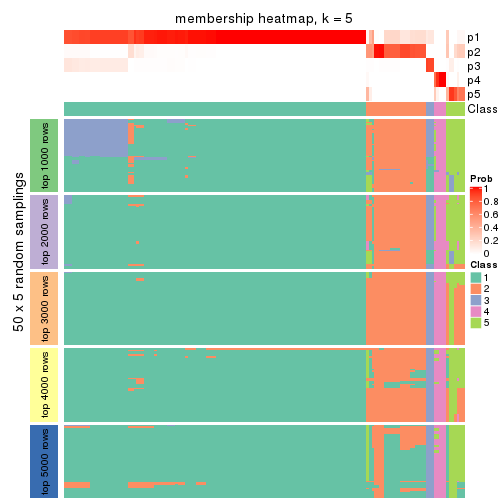 membership heatmap, k = 5
p1
p2
p3
p4
p5
Class
50 x 5 random samplings
top 1000 rows
top 2000 rows
top 3000 rows
top 4000 rows
top 5000 rows
Prob
1
0.8
0.6
0.4
0.2
0
Class
1
2
3
4
5